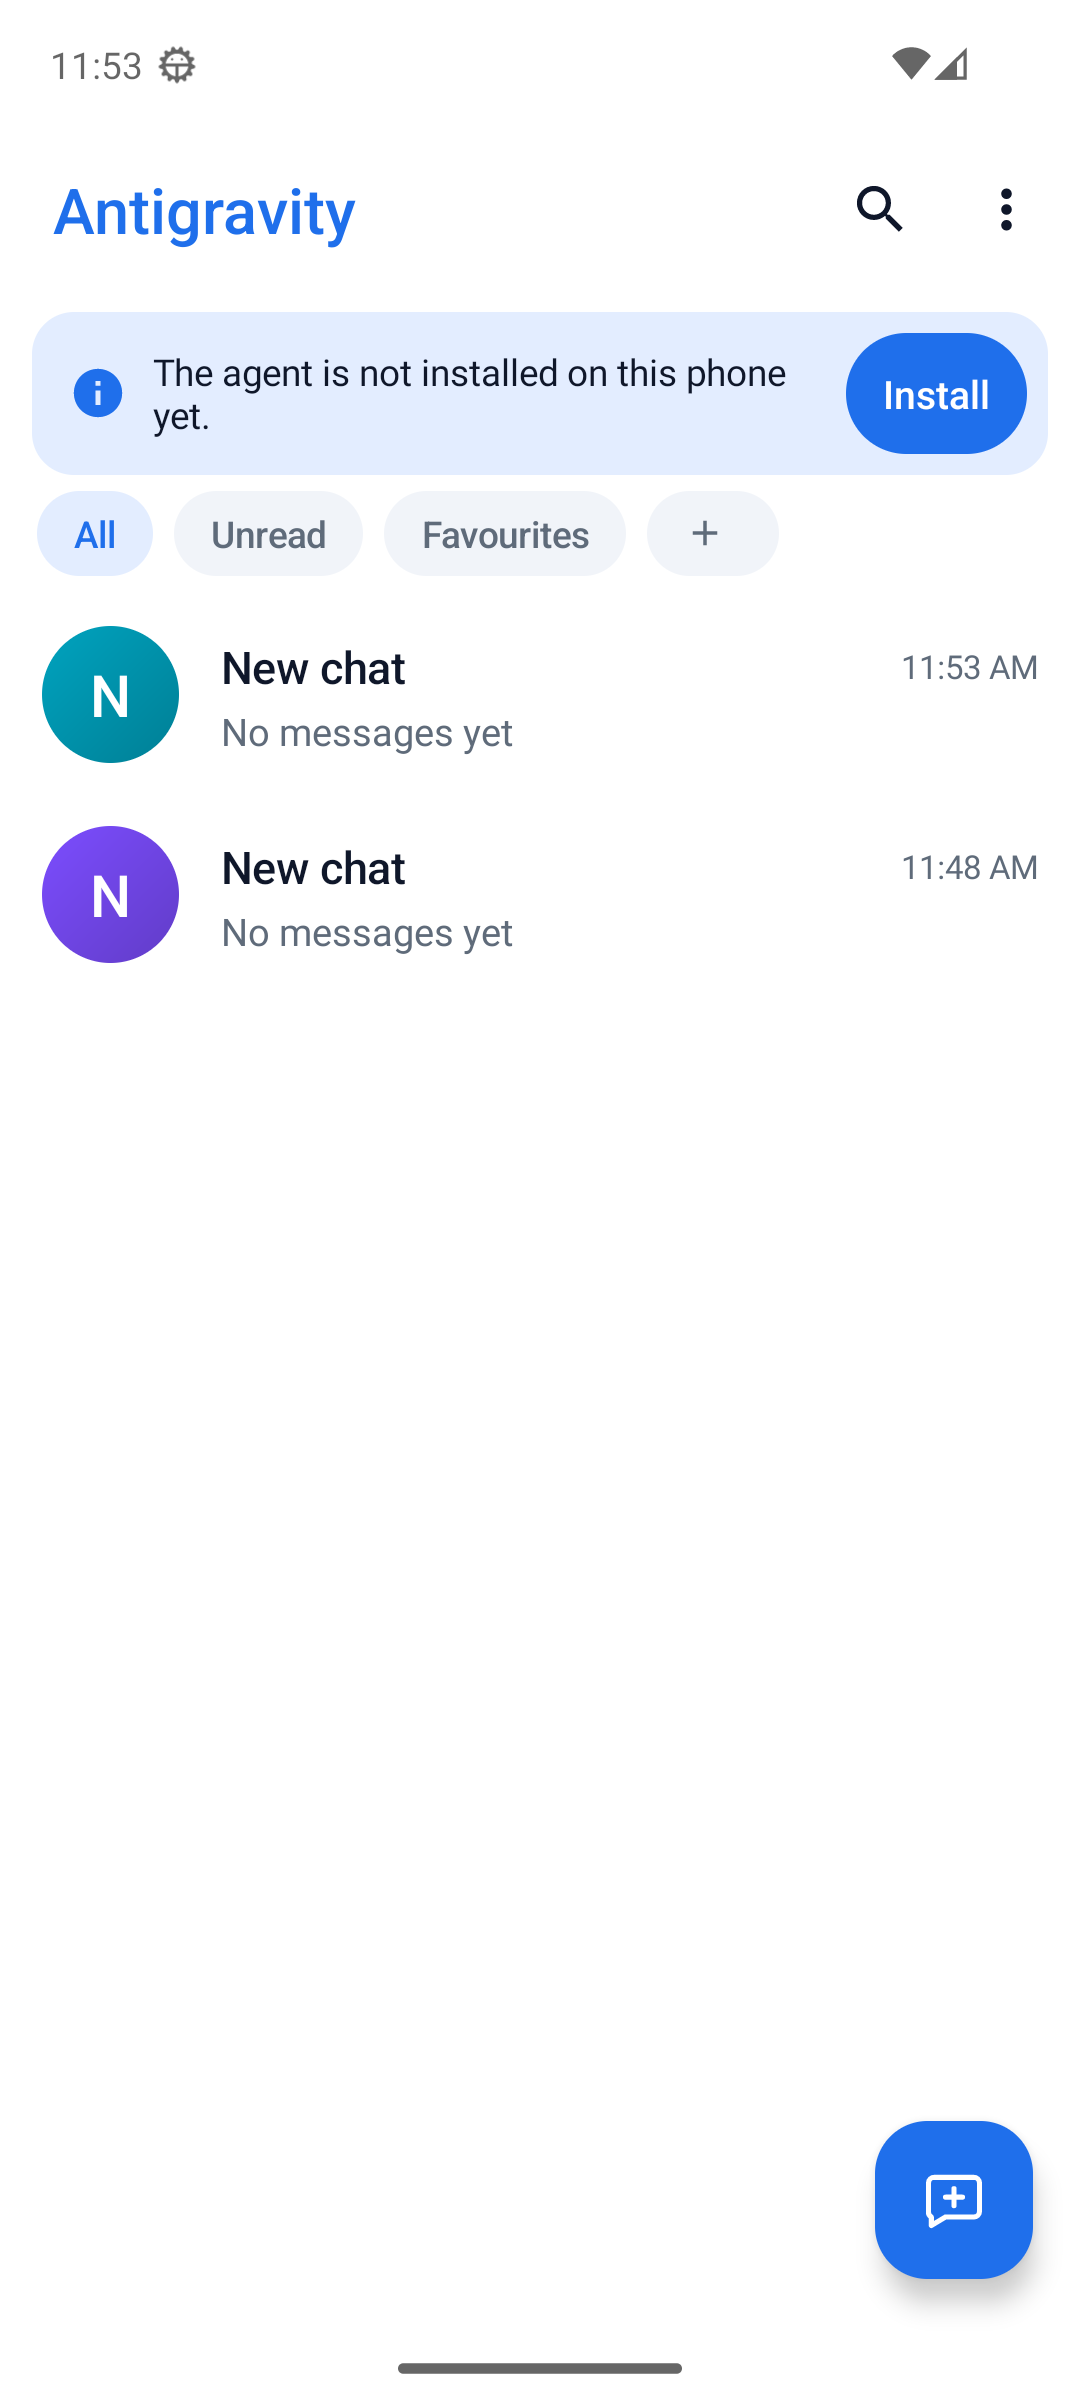 11:53
Antigravity
The agent is not installed on this phone
yet.
Install
All
Unread
Favourites
+
N
New chat
11:53 AM
No messages yet
N
New chat
11:48 AM
No messages yet